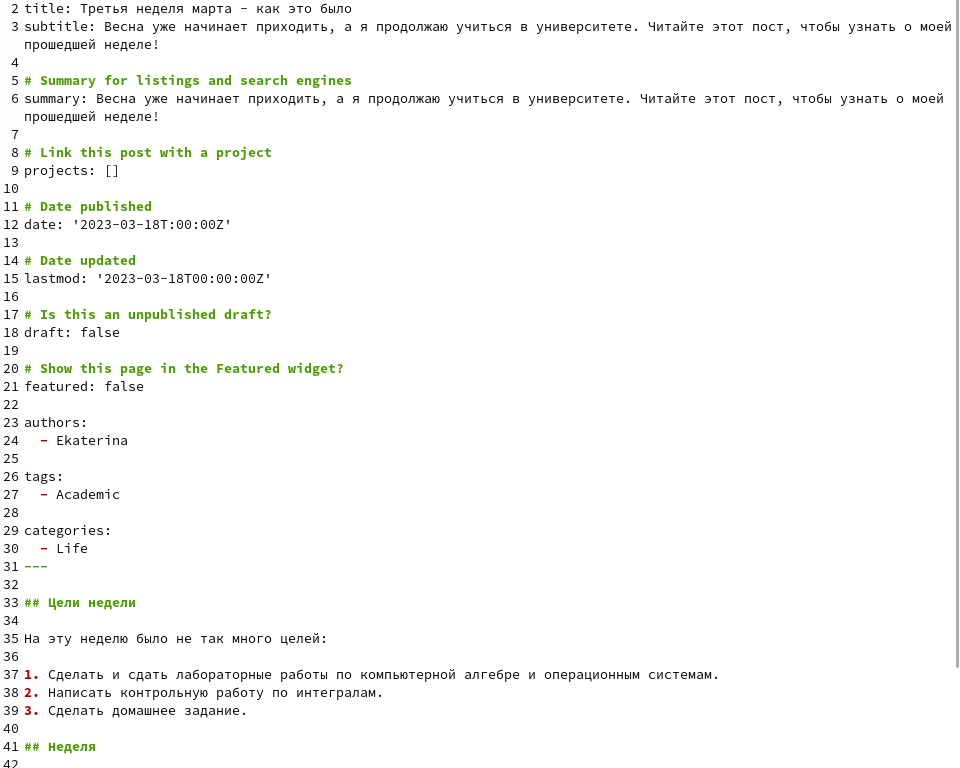 2 title: Третья неделя марта - как это было
3 subtitle: Весна уже начинает приходить, а я продолжаю учиться в университете. Читайте этот пост, чтобы узнать о моей
прошедшей неделе!
4
5 # Summary for listings and search engines
6 summary: Весна уже начинает приходить, а я продолжаю учиться в университете. Читайте этот пост, чтобы узнать о моей
прошедшей неделе!
7
8 # Link this post with a project
9 projects: []
10
11 # Date published
12 date: '2023-03-18T:00:00Z'
13
14 # Date updated
15 lastmod: '2023-03-18T00:00:00Z'
16
17 # Is this an unpublished draft?
18 draft: false
19
20 # Show this page in the Featured widget?
21 featured: false
22
23 authors:
24   - Ekaterina
25
26 tags:
27   - Academic
28
29 categories:
30   - Life
31 ---
32
33 ## Цели недели
34
35 На эту неделю было не так много целей:
36
37 1. Сделать и сдать лабораторные работы по компьютерной алгебре и операционным системам.
38 2. Написать контрольную работу по интегралам.
39 3. Сделать домашнее задание.
40
41 ## Неделя
42